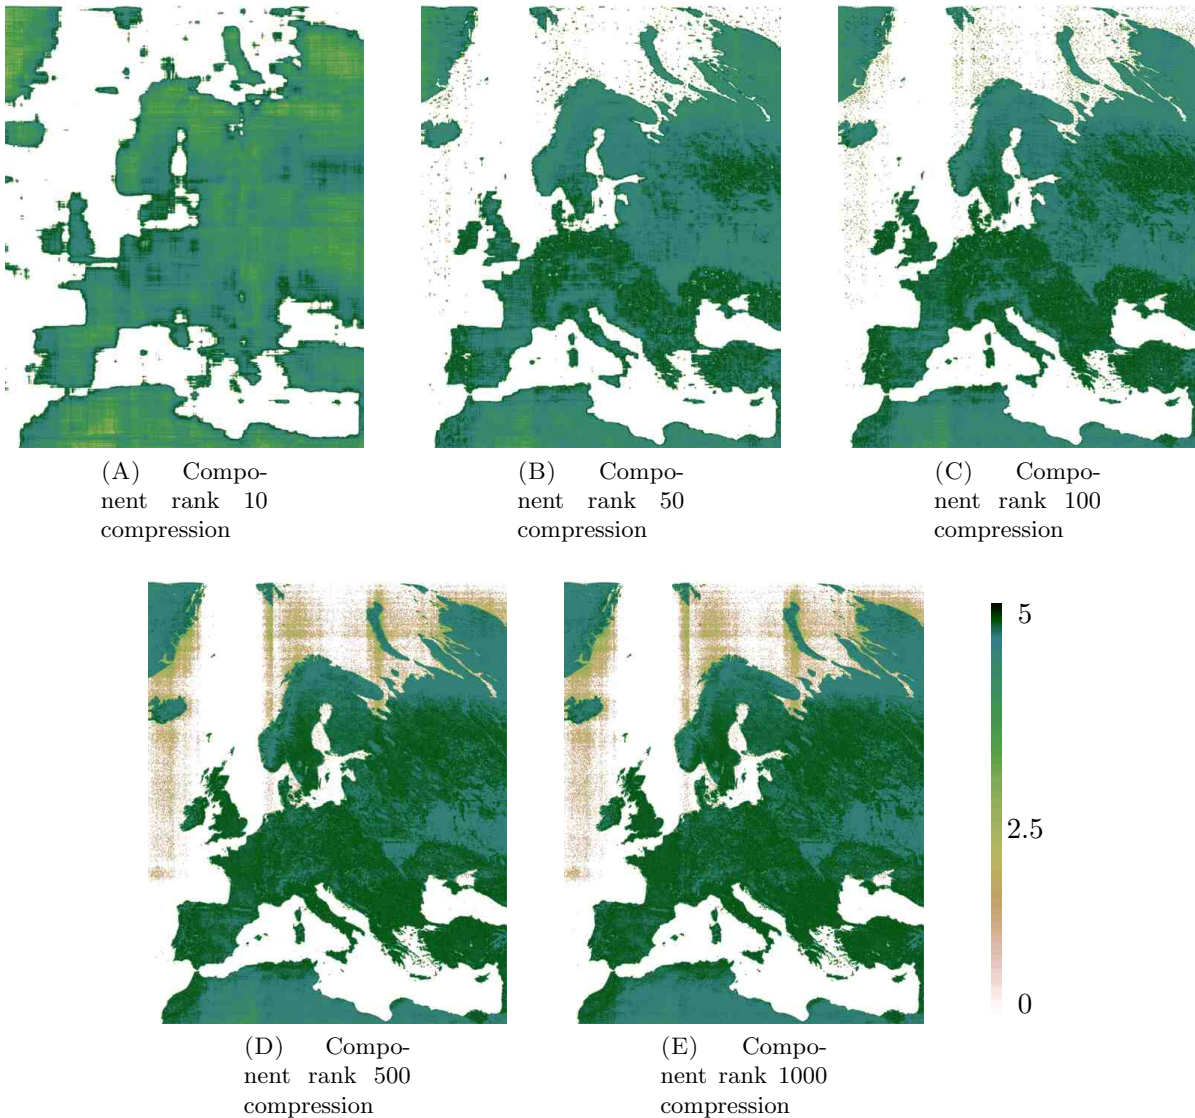 (A) Compo-
nent rank 10
compression
(B) Compo-
nent rank 50
compression
(C) Compo-
nent rank 100
compression
5
2.5
0
(D) Compo-
nent rank 500
compression
(E) Compo-
nent rank 1000
compression